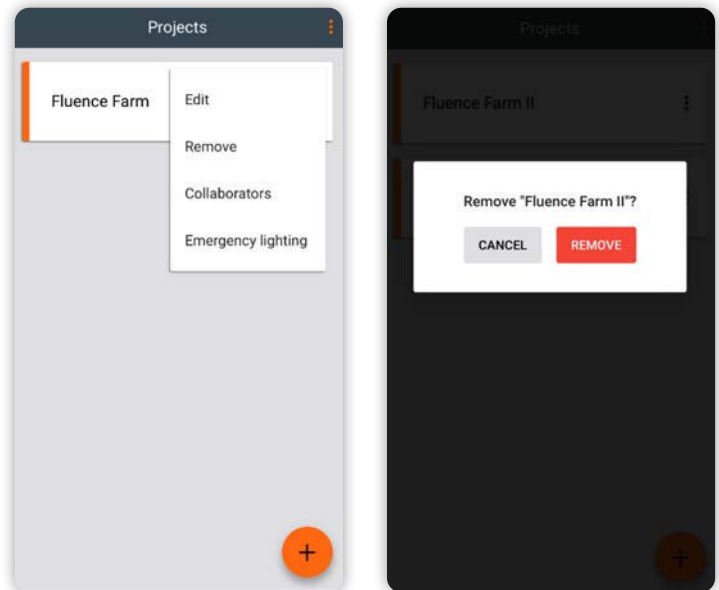 Projects
Fluence Farm
Edit
Remove
Collaborators
Emergency lighting
+
Projects
Fluence Farm II
Remove "Fluence Farm II"?
CANCEL
REMOVE
+